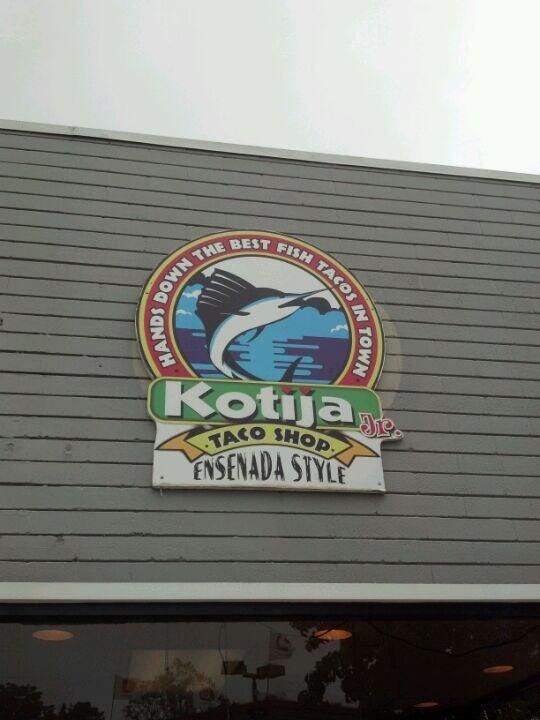 · HANDS DOWN THE BEST FISH TACOS IN TOWN ·
Kotija Jr.
· TACO SHOP ·
ENSENADA STYLE